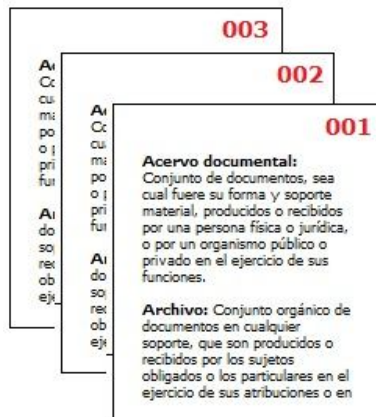 003
002
001
Acervo documental:
Conjunto de documentos, sea
cual fuere su forma y soporte
material, producidos o recibidos
por una persona física o jurídica,
o por un organismo público o
privado en el ejercicio de sus
funciones.
Archivo: Conjunto orgánico de
documentos en cualquier
soporte, que son producidos o
recibidos por los sujetos
obligados o los particulares en el
ejercicio de sus atribuciones o en